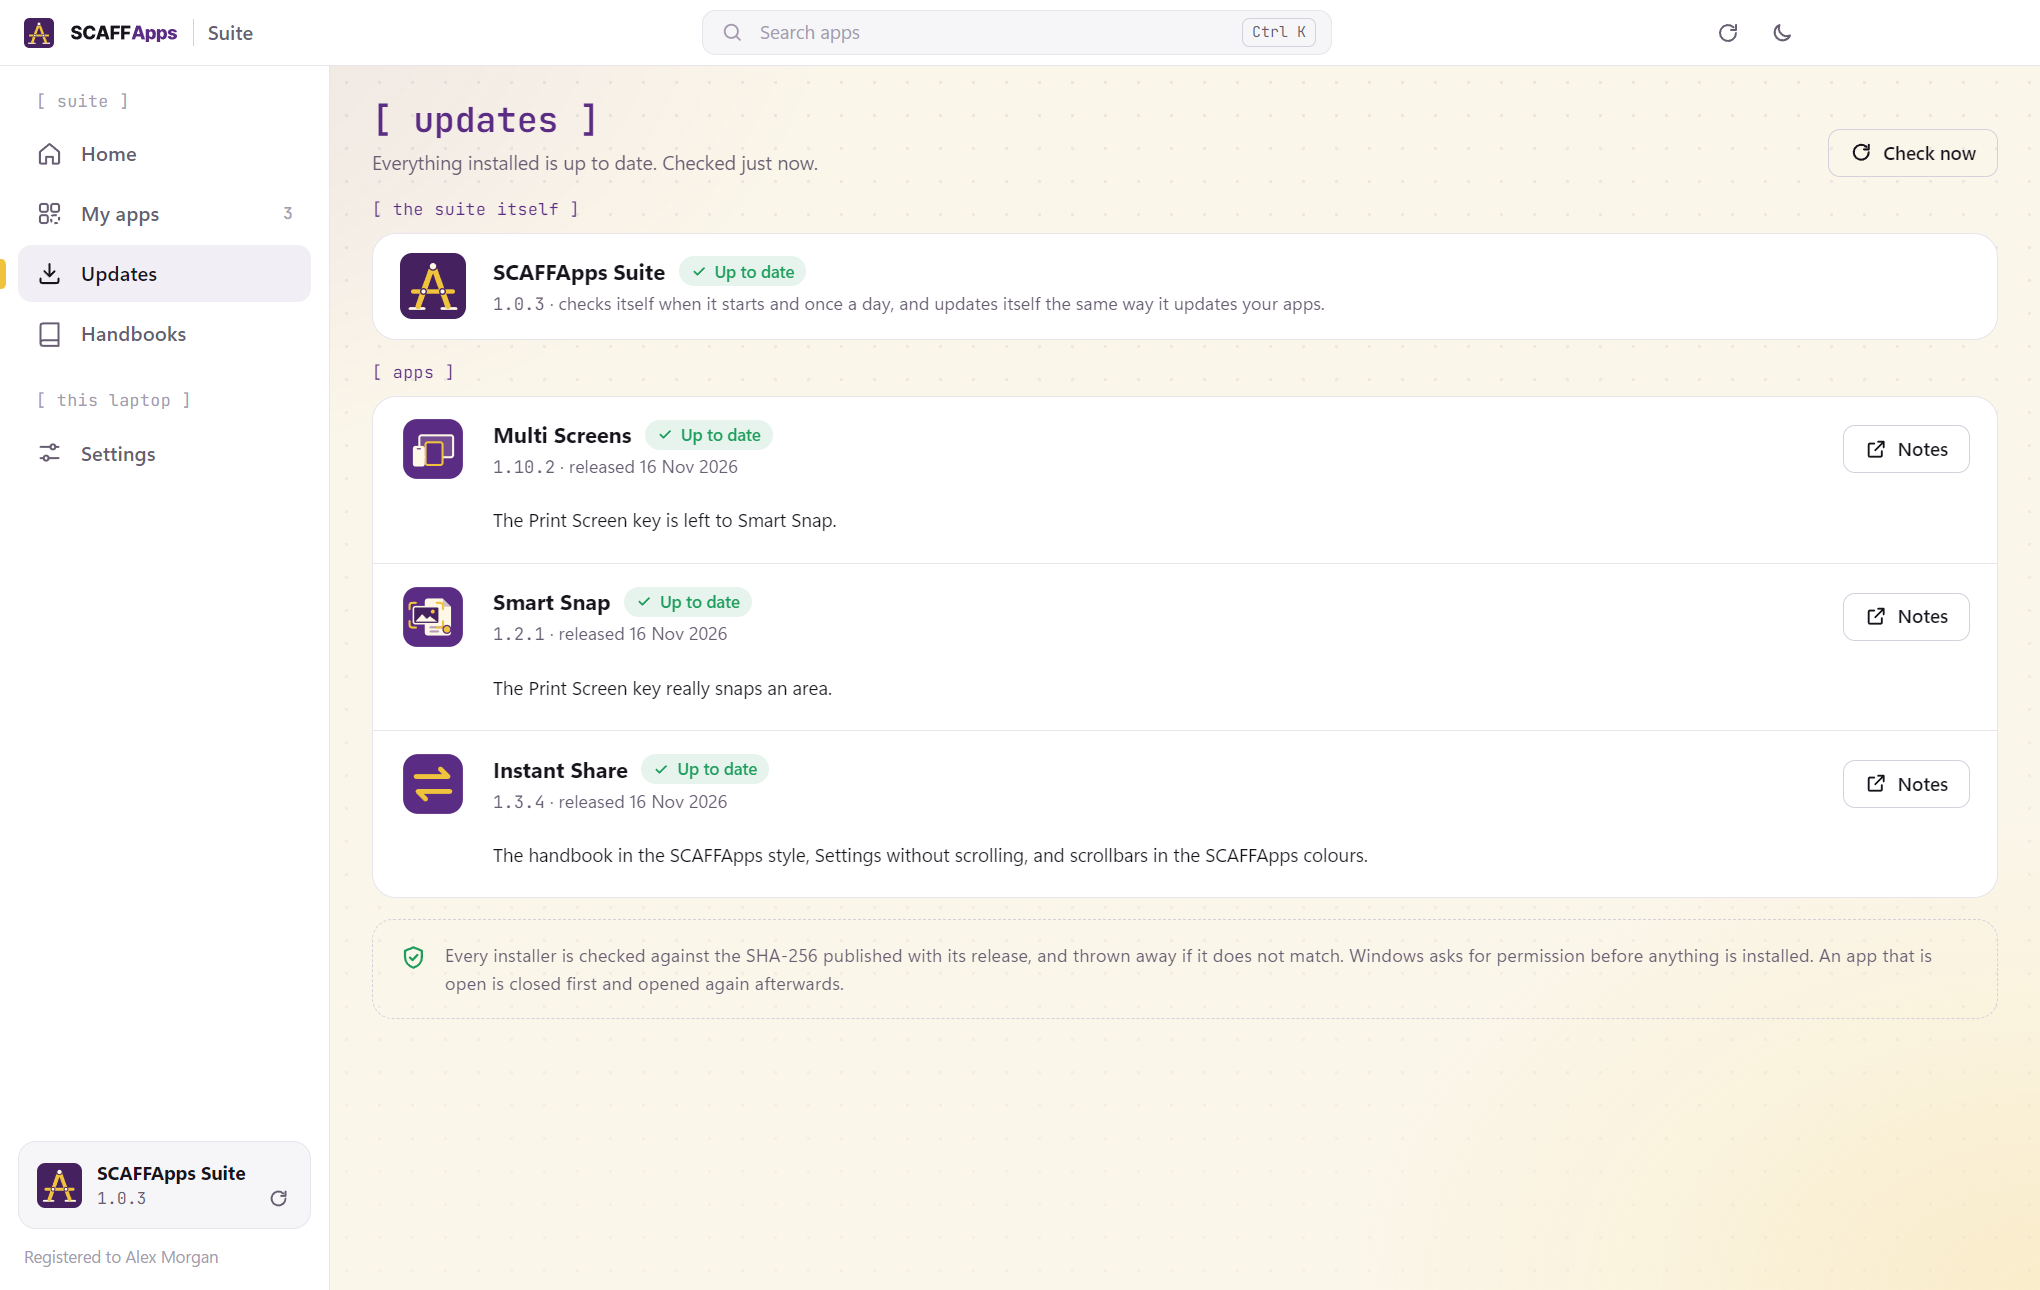 SCAFFApps Suite
Search apps
Ctrl K
[ suite ]
Home
My apps 3
Updates
Handbooks
[ this laptop ]
Settings
SCAFFApps Suite
1.0.3
Registered to Alex Morgan
[ updates ]
Everything installed is up to date. Checked just now.
Check now
[ the suite itself ]
SCAFFApps Suite Up to date
1.0.3 · checks itself when it starts and once a day, and updates itself the same way it updates your apps.
[ apps ]
Multi Screens Up to date
1.10.2 · released 16 Nov 2026
Notes
The Print Screen key is left to Smart Snap.
Smart Snap Up to date
1.2.1 · released 16 Nov 2026
Notes
The Print Screen key really snaps an area.
Instant Share Up to date
1.3.4 · released 16 Nov 2026
Notes
The handbook in the SCAFFApps style, Settings without scrolling, and scrollbars in the SCAFFApps colours.
Every installer is checked against the SHA-256 published with its release, and thrown away if it does not match. Windows asks for permission before anything is installed. An app that is
open is closed first and opened again afterwards.